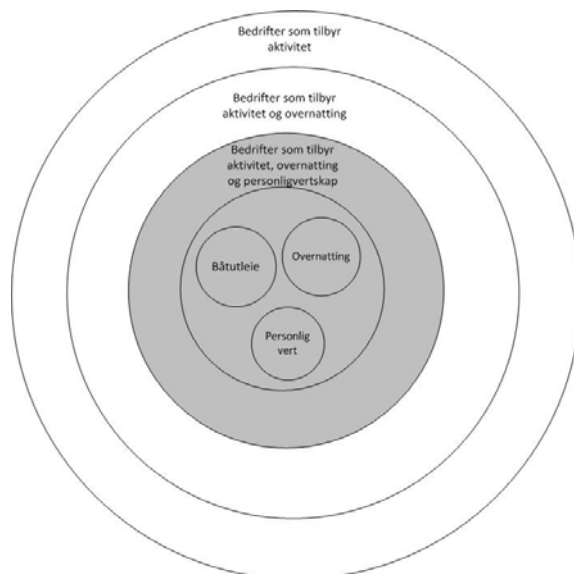 Bedrifter som tilbyr
aktivitet
Bedrifter som tilbyr
aktivitet og overnatting
Bedrifter som tilbyr
aktivitet, overnatting
og personligvertskap
Båtutleie
Overnatting
Personlig
vert